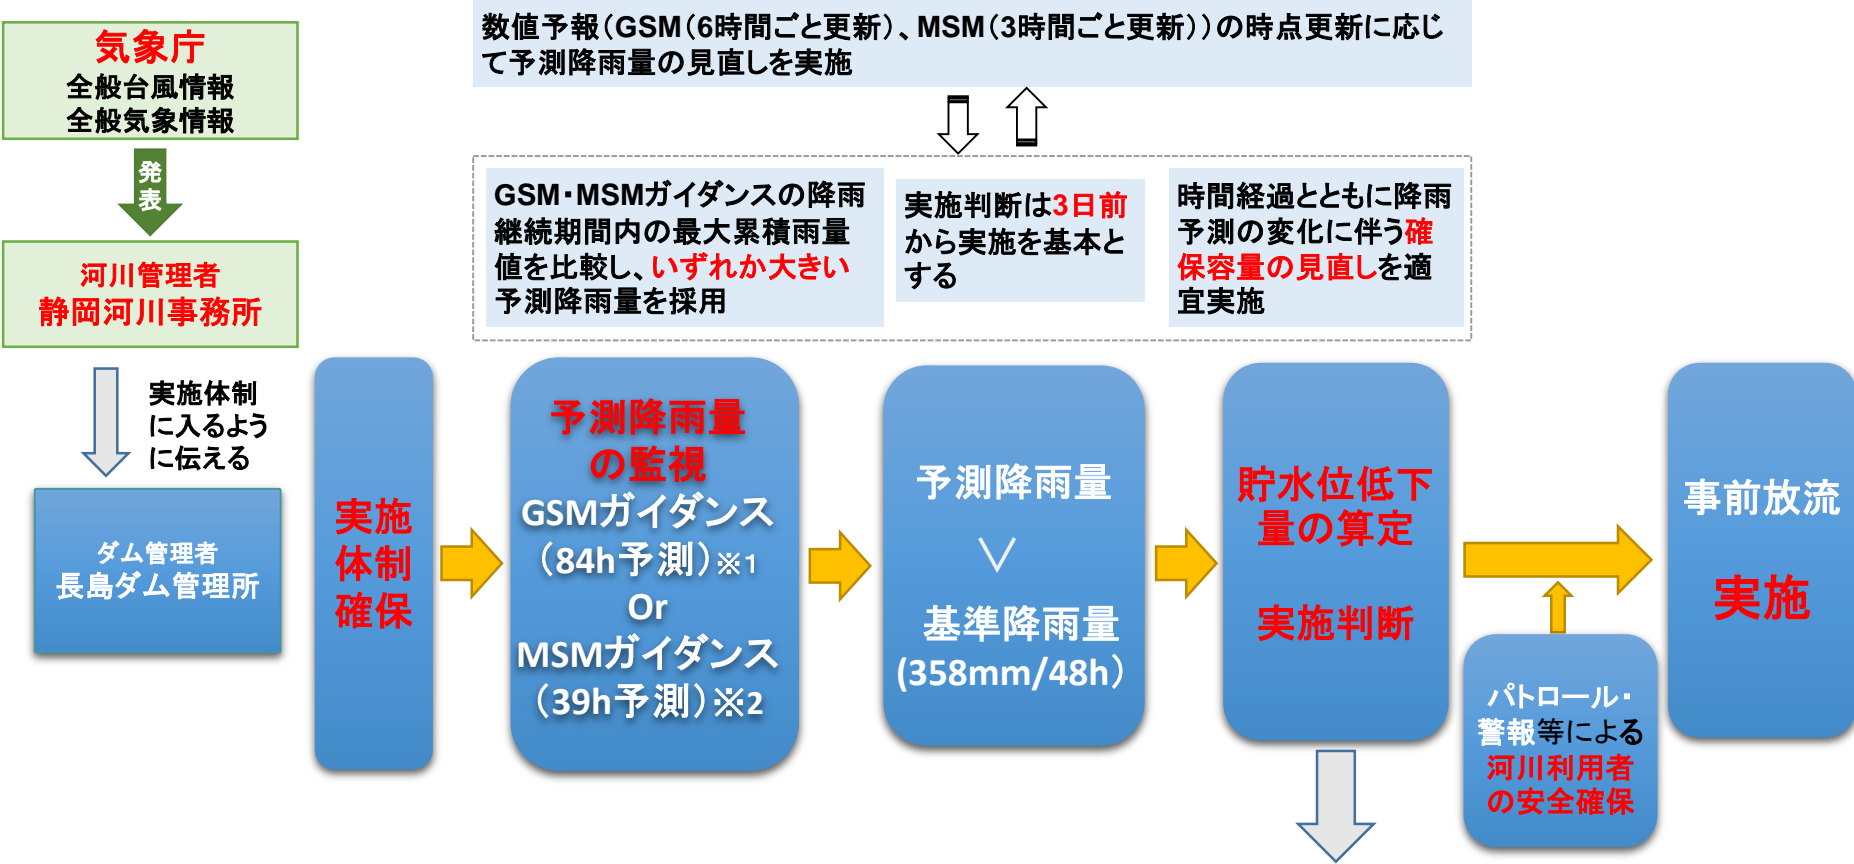 気象庁
全般台風情報
全般気象情報
発
表
河川管理者
静岡河川事務所
実施体制
に入るよう
に伝える
ダム管理者
長島ダム管理所
数値予報（GSM（6時間ごと更新）、MSM（3時間ごと更新））の時点更新に応じ
て予測降雨量の見直しを実施
GSM・MSMガイダンスの降雨
継続期間内の最大累積雨量
値を比較し、いずれか大きい
予測降雨量を採用
実施判断は3日前
から実施を基本と
する
時間経過とともに降雨
予測の変化に伴う確
保容量の見直しを適
宜実施
実施
体制
確保
予測降雨量
の監視
GSMガイダンス
（84h予測）※1
Or
MSMガイダンス
（39h予測）※2
予測降雨量
∨
基準降雨量
(358mm/48h）
貯水位低下
量の算定
実施判断
パトロール・
警報等による
河川利用者
の安全確保
事前放流
実施